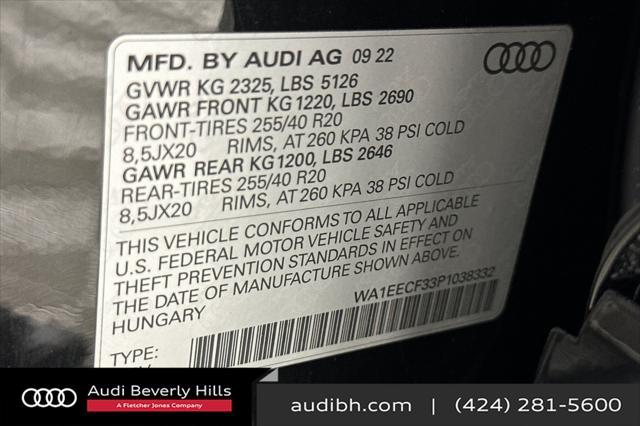 MFD. BY AUDI AG 09 22
GVWR KG 2325, LBS 5126
GAWR FRONT KG 1220, LBS 2690
FRONT-TIRES 255/40 R20
8,5JX20 RIMS, AT 260 KPA 38 PSI COLD
GAWR REAR KG 1200, LBS 2646
REAR-TIRES 255/40 R20
8,5JX20 RIMS, AT 260 KPA 38 PSI COLD
THIS VEHICLE CONFORMS TO ALL APPLICABLE
U.S. FEDERAL MOTOR VEHICLE SAFETY AND
THEFT PREVENTION STANDARDS IN EFFECT ON
THE DATE OF MANUFACTURE SHOWN ABOVE.
HUNGARY WA1EECF33P1038332
TYPE:
Audi Beverly Hills
A Fletcher Jones Company
audibh.com | (424) 281-5600